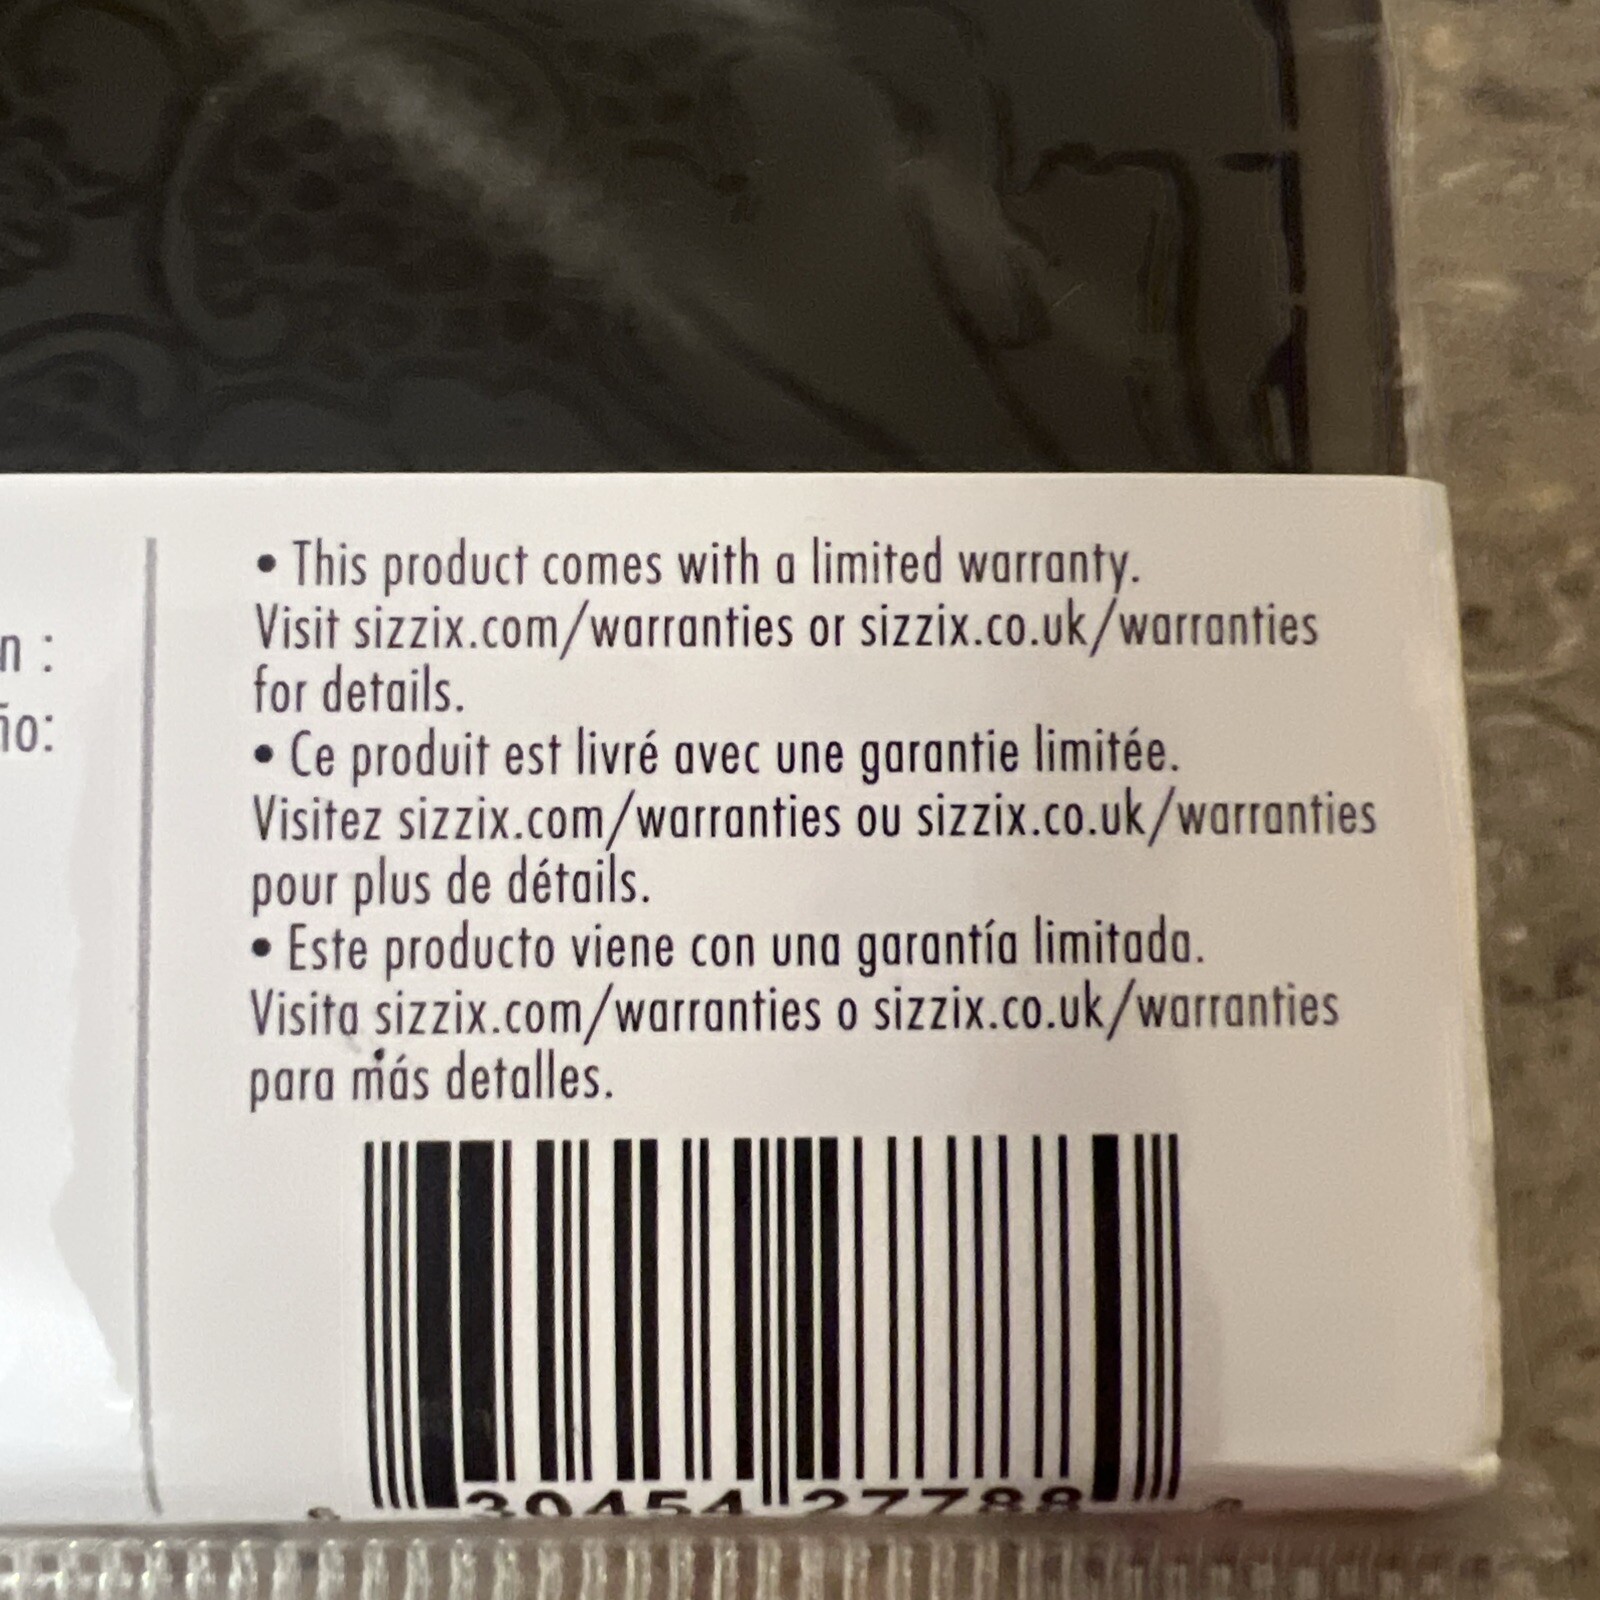 n :
ño:
• This product comes with a limited warranty.
Visit sizzix.com/warranties or sizzix.co.uk/warranties
for details.
• Ce produit est livré avec une garantie limitée.
Visitez sizzix.com/warranties ou sizzix.co.uk/warranties
pour plus de détails.
• Este producto viene con una garantía limitada.
Visita sizzix.com/warranties o sizzix.co.uk/warranties
para más detalles.
30454 27788